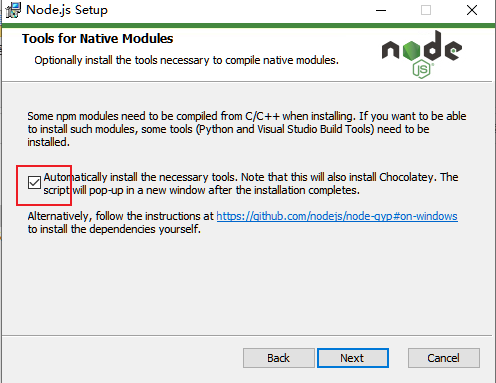 Node.js Setup
Tools for Native Modules
Optionally install the tools necessary to compile native modules.
node
JS
Some npm modules need to be compiled from C/C++ when installing. If you want to be able
to install such modules, some tools (Python and Visual Studio Build Tools) need to be
installed.
Automatically install the necessary tools. Note that this will also install Chocolatey. The
script will pop-up in a new window after the installation completes.
Alternatively, follow the instructions at https://github.com/nodejs/node-gyp#on-windows
to install the dependencies yourself.
Back
Next
Cancel